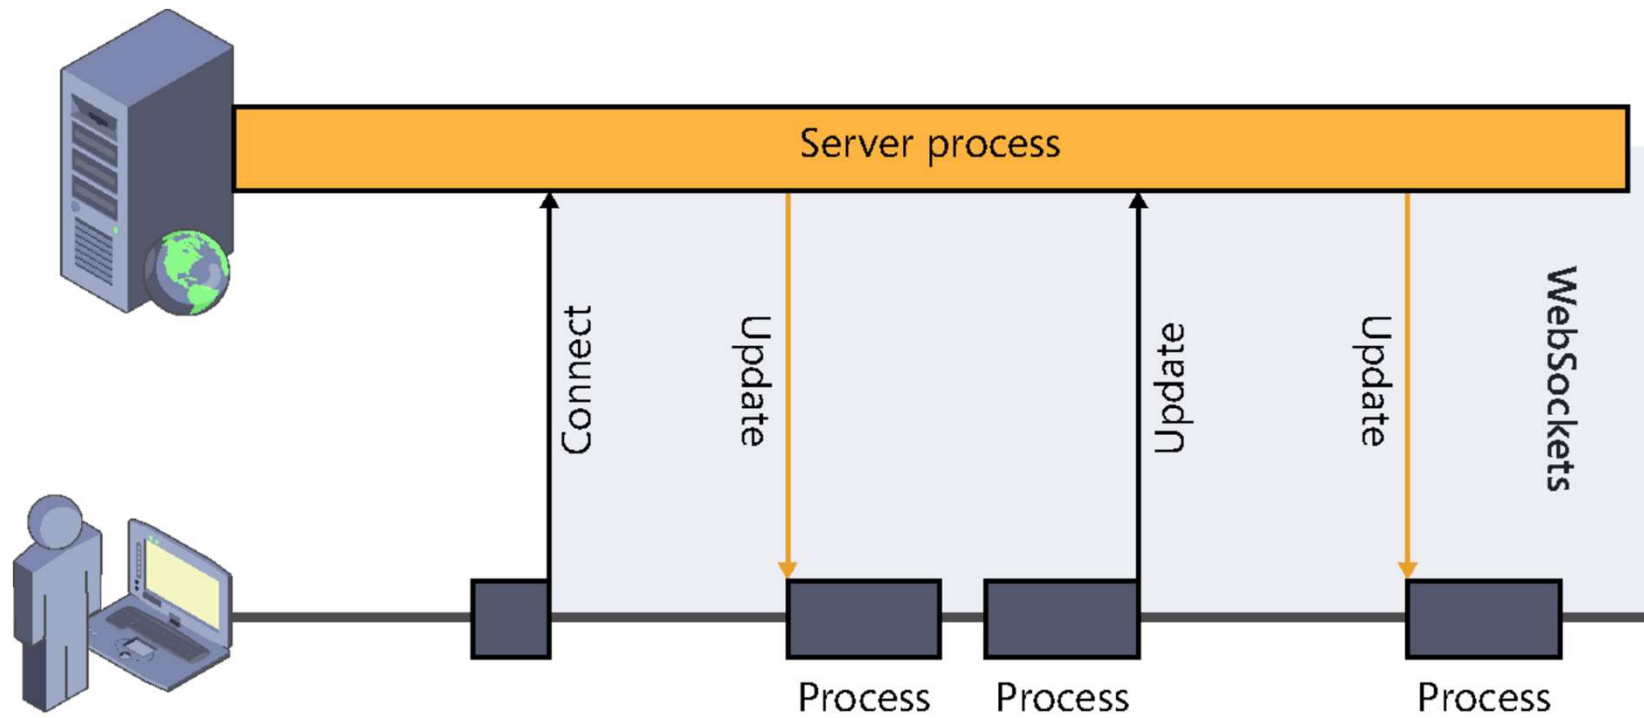 Server process
Connect
Update
Update
Update
WebSockets
Process
Process
Process